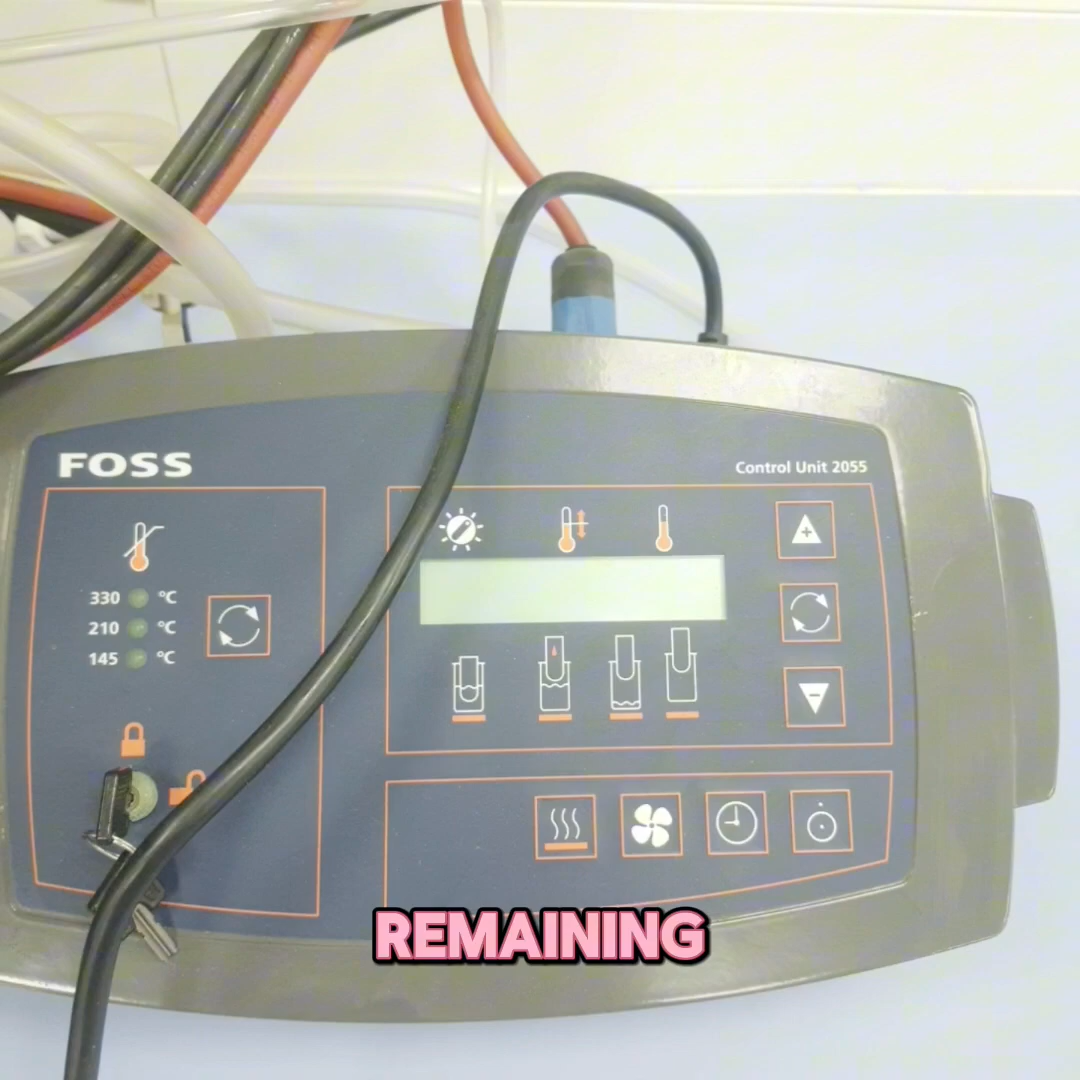 FOSS
Control Unit 2055
330 °C
210 °C
145 °C
REMAINING